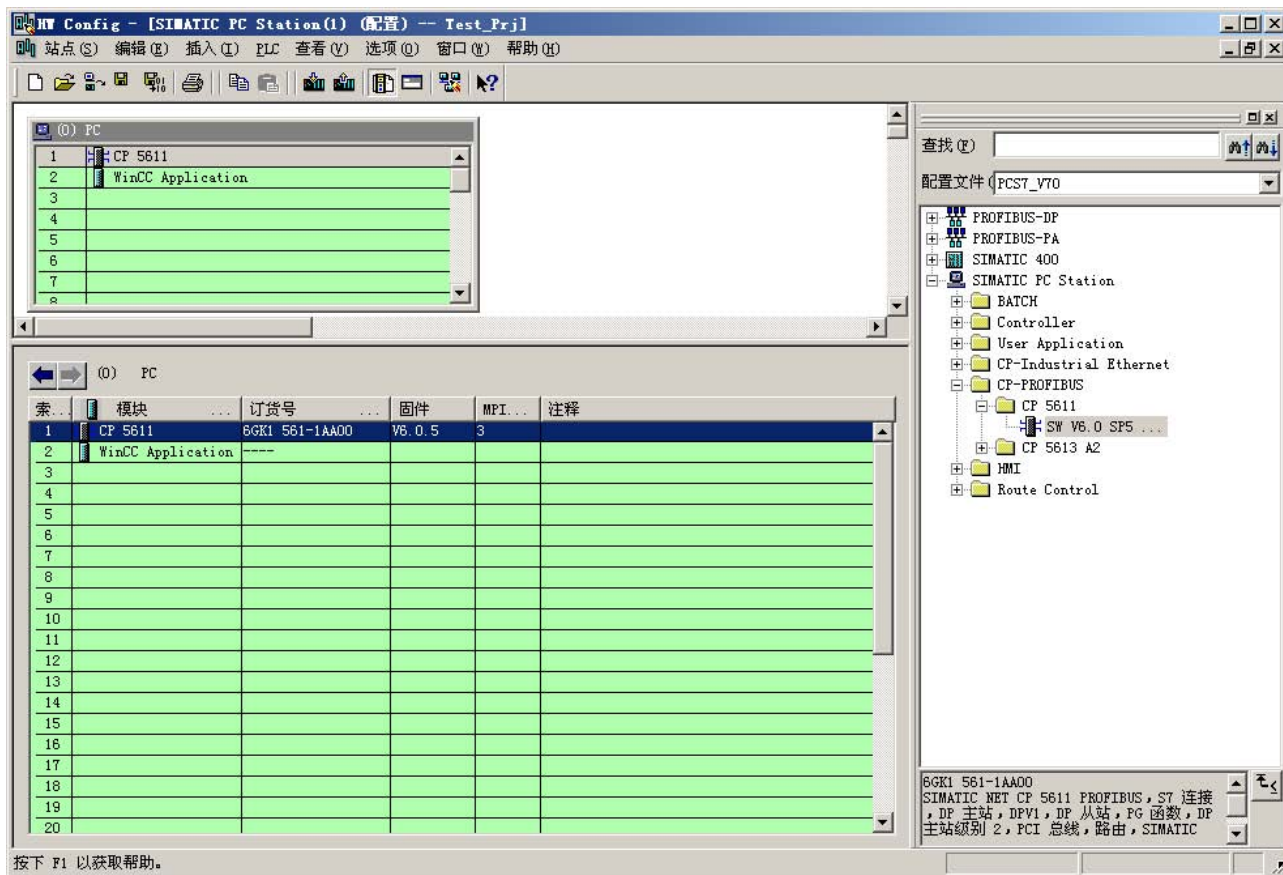 HW Config - [SIMATIC PC Station(1) (配置) -- Test_Prj]
站点(S) 编辑(E) 插入(I) PLC 查看(V) 选项(O) 窗口(W) 帮助(H)
(0) PC
1 CP 5611
2 WinCC Application
3
4
5
6
7
8
(0) PC
索... 模块 ... 订货号 ... 固件 MPI... 注释
1 CP 5611 6GK1 561-1AA00 V6.0.5 3
2 WinCC Application ----
3
4
5
6
7
8
9
10
11
12
13
14
15
16
17
18
19
20
查找(F)
配置文件( PCS7_V70
PROFIBUS-DP
PROFIBUS-PA
SIMATIC 400
SIMATIC PC Station
BATCH
Controller
User Application
CP-Industrial Ethernet
CP-PROFIBUS
CP 5611
SW V6.0 SP5 ...
CP 5613 A2
HMI
Route Control
6GK1 561-1AA00
SIMATIC NET CP 5611 PROFIBUS，S7 连接
，DP 主站，DPV1，DP 从站，PG 函数，DP
主站级别 2，PCI 总线，路由，SIMATIC
按下 F1 以获取帮助。